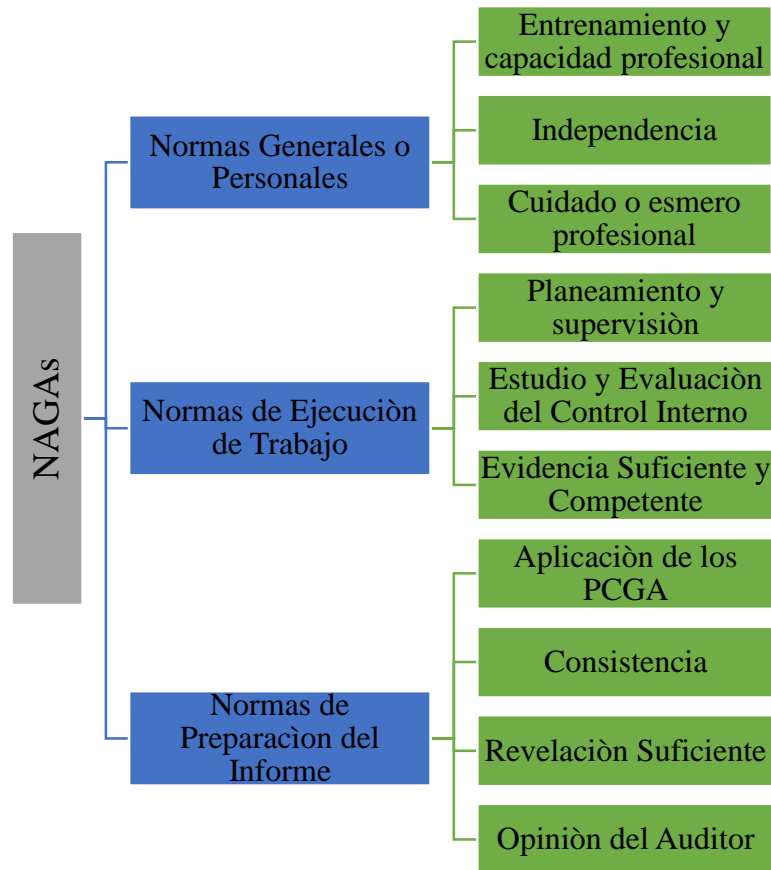 NAGAs
Normas Generales o
Personales
Entrenamiento y
capacidad profesional
Independencia
Cuidado o esmero
profesional
Normas de Ejecuciòn
de Trabajo
Planeamiento y
supervisiòn
Estudio y Evaluaciòn
del Control Interno
Evidencia Suficiente y
Competente
Normas de
Preparaciòn del
Informe
Aplicaciòn de los
PCGA
Consistencia
Revelaciòn Suficiente
Opiniòn del Auditor